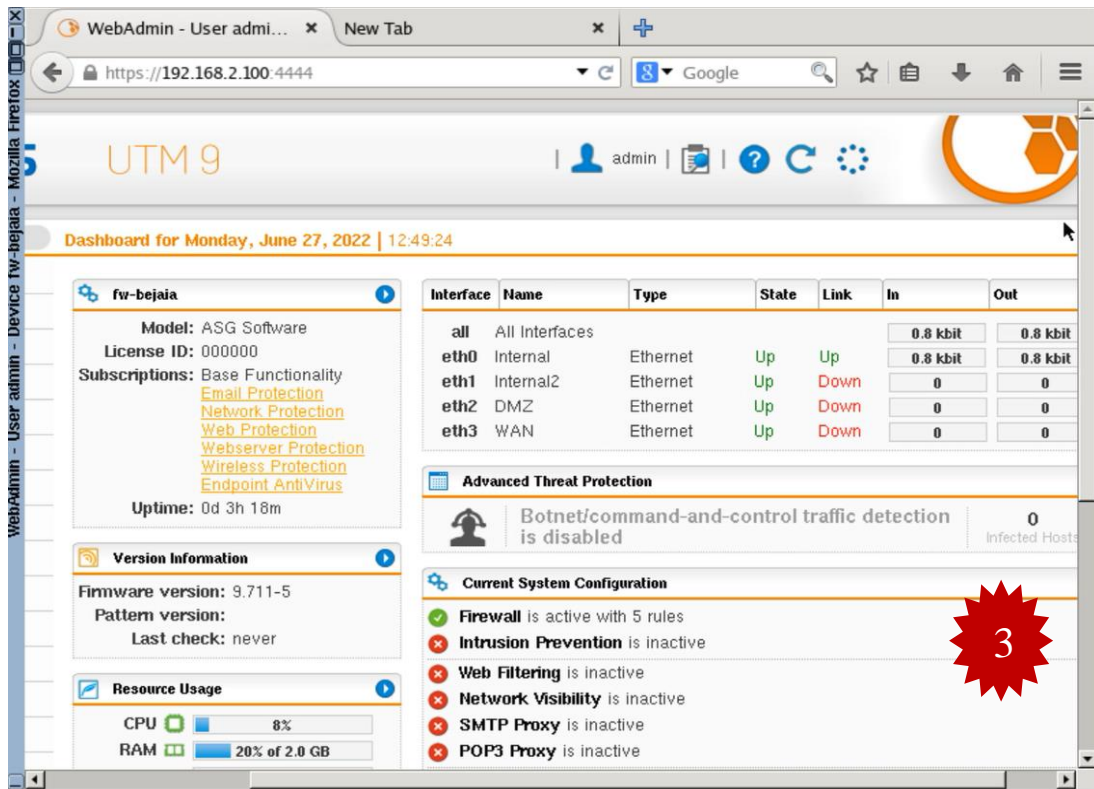 WebAdmin - User admin - Device fw-bejaia - Mozilla Firefox
WebAdmin - User admi...
New Tab
https://192.168.2.100:4444
Google
UTM 9
| admin | |
Dashboard for Monday, June 27, 2022 | 12:49:24
fw-bejaia
Model: ASG Software
License ID: 000000
Subscriptions: Base Functionality
Email Protection
Network Protection
Web Protection
Webserver Protection
Wireless Protection
Endpoint AntiVirus
Uptime: 0d 3h 18m
Version Information
Firmware version: 9.711-5
Pattern version:
Last check: never
Resource Usage
CPU 8%
RAM 20% of 2.0 GB
Interface Name Type State Link In Out
all All Interfaces 0.8 kbit 0.8 kbit
eth0 Internal Ethernet Up Up 0.8 kbit 0.8 kbit
eth1 Internal2 Ethernet Up Down 0 0
eth2 DMZ Ethernet Up Down 0 0
eth3 WAN Ethernet Up Down 0 0
Advanced Threat Protection
Botnet/command-and-control traffic detection
is disabled
0
Infected Hosts
Current System Configuration
Firewall is active with 5 rules
Intrusion Prevention is inactive
Web Filtering is inactive
Network Visibility is inactive
SMTP Proxy is inactive
POP3 Proxy is inactive
3